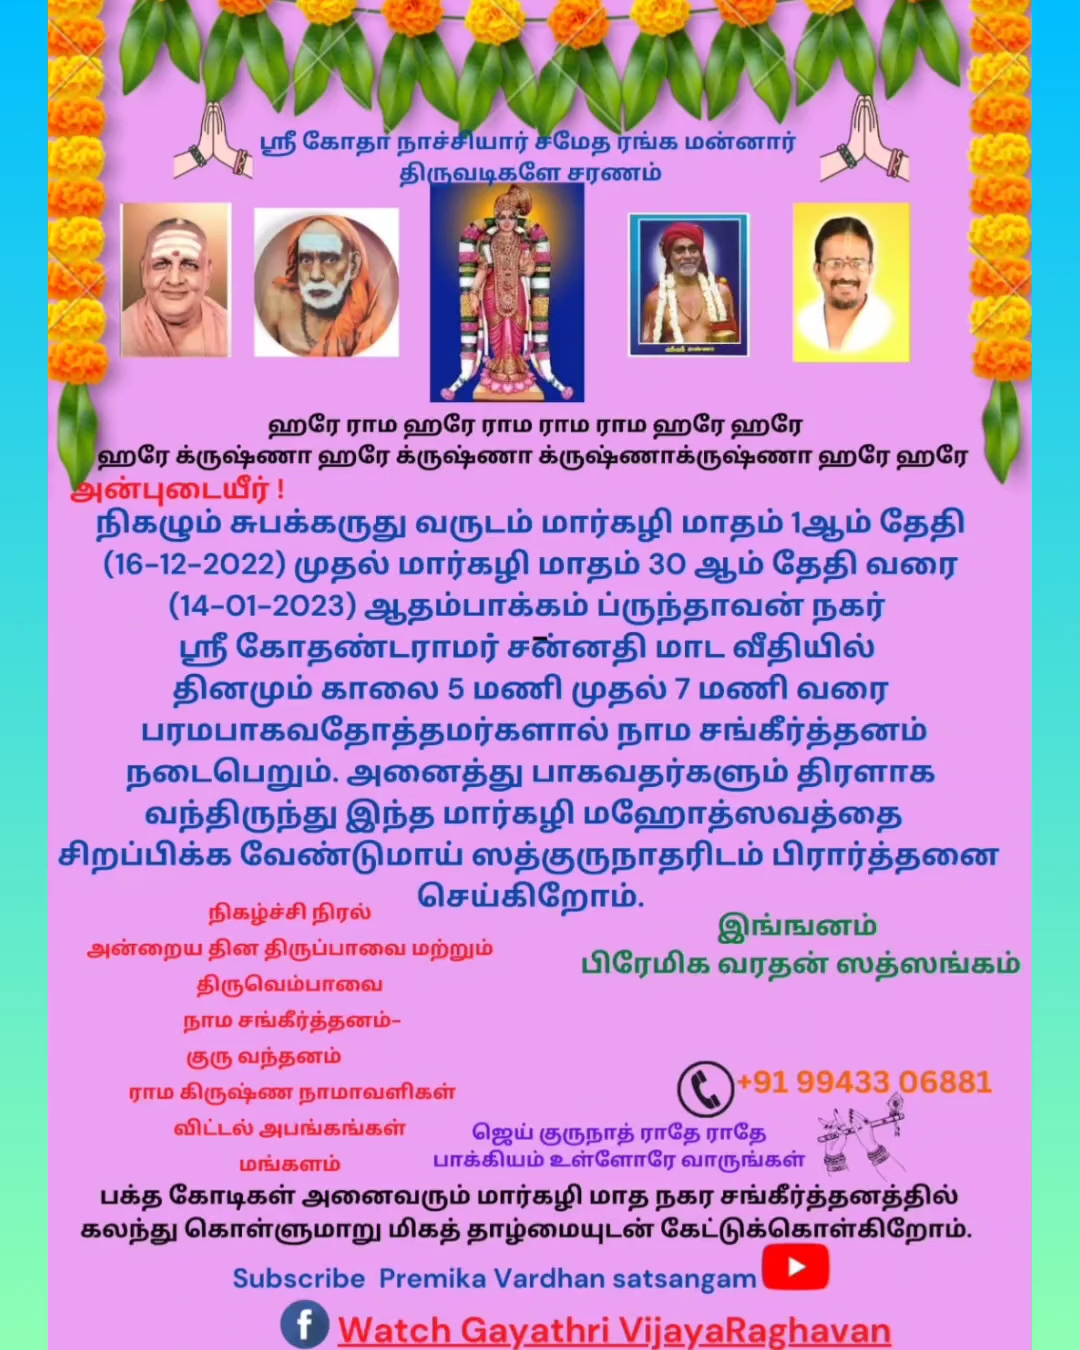 ஸ்ரீ கோதா நாச்சியார் சமேத ரங்க மன்னார்
திருவடிகளே சரணம்
ஹரே ராம ஹரே ராம ராம ராம ஹரே ஹரே
ஹரே க்ருஷ்ணா ஹரே க்ருஷ்ணா க்ருஷ்ணாக்ருஷ்ணா ஹரே ஹரே
அன்புடையீர் !
நிகழும் சுபக்கருது வருடம் மார்கழி மாதம் 1ஆம் தேதி
(16-12-2022) முதல் மார்கழி மாதம் 30 ஆம் தேதி வரை
(14-01-2023) ஆதம்பாக்கம் ப்ருந்தாவன் நகர்
ஸ்ரீ கோதண்டராமர் சன்னதி மாட வீதியில்
தினமும் காலை 5 மணி முதல் 7 மணி வரை
பரமபாகவதோத்தமர்களால் நாம சங்கீர்த்தனம்
நடைபெறும். அனைத்து பாகவதர்களும் திரளாக
வந்திருந்து இந்த மார்கழி மஹோத்ஸவத்தை
சிறப்பிக்க வேண்டுமாய் ஸத்குருநாதரிடம் பிரார்த்தனை
செய்கிறோம்.
நிகழ்ச்சி நிரல்
அன்றைய தின திருப்பாவை மற்றும்
திருவெம்பாவை
நாம சங்கீர்த்தனம்-
குரு வந்தனம்
ராம கிருஷ்ண நாமாவளிகள்
விட்டல் அபங்கங்கள்
மங்களம்
இங்ஙனம்
பிரேமிக வரதன் ஸத்ஸங்கம்
+91 99433 06881
ஜெய் குருநாத் ராதே ராதே
பாக்கியம் உள்ளோரே வாருங்கள்
பக்த கோடிகள் அனைவரும் மார்கழி மாத நகர சங்கீர்த்தனத்தில்
கலந்து கொள்ளுமாறு மிகத் தாழ்மையுடன் கேட்டுக்கொள்கிறோம்.
Subscribe Premika Vardhan satsangam
Watch Gayathri VijayaRaghavan